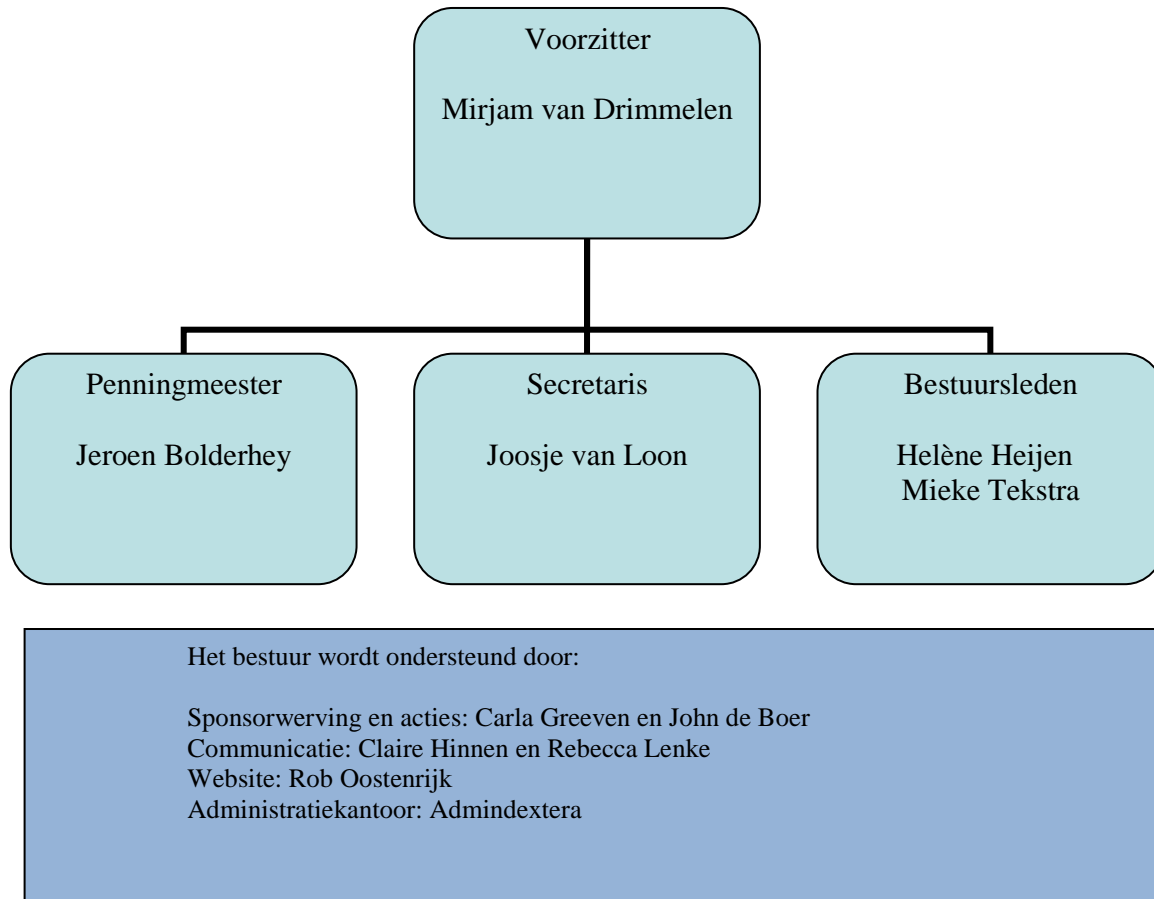 Voorzitter
Mirjam van Drimmelen
Penningmeester
Jeroen Bolderhey
Secretaris
Joosje van Loon
Bestuursleden
Helène Heijen
Mieke Tekstra
Het bestuur wordt ondersteund door:
Sponsorwerving en acties: Carla Greeven en John de Boer
Communicatie: Claire Hinnen en Rebecca Lenke
Website: Rob Oostenrijk
Administratiekantoor: Admindextera